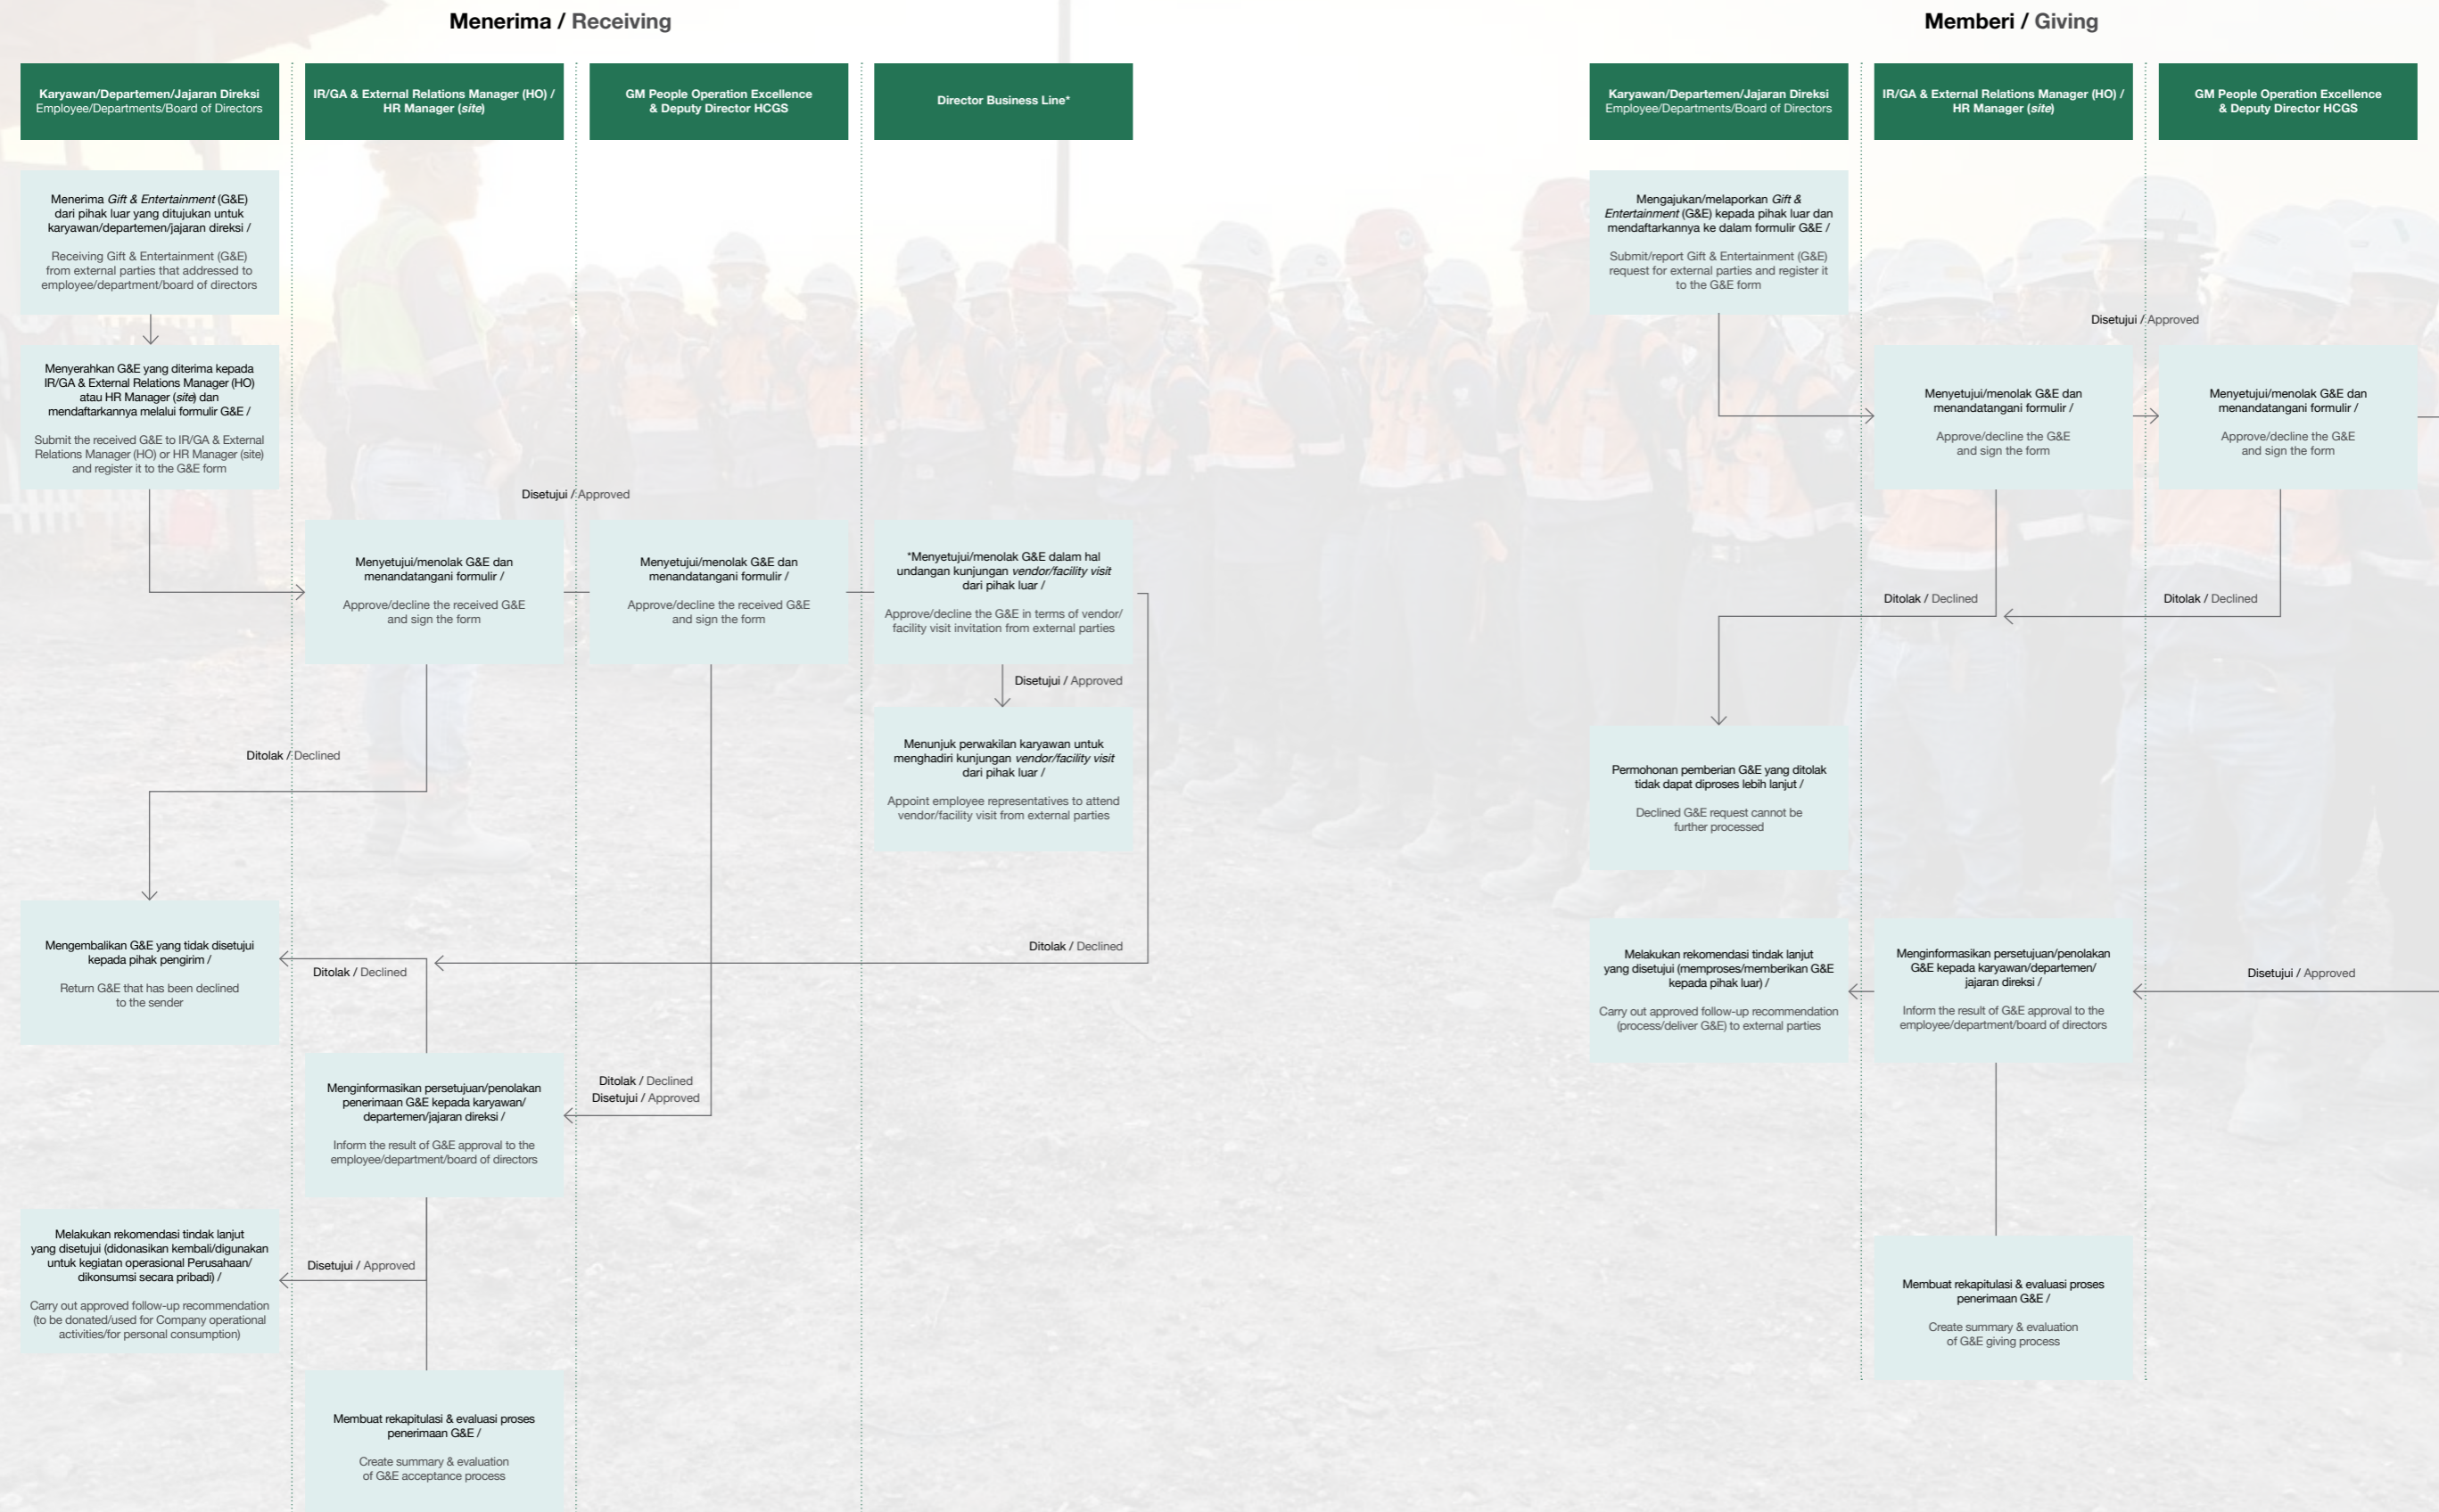 Menerima / Receiving
Karyawan/Departemen/Jajaran Direksi
Employee/Departments/Board of Directors
IR/GA & External Relations Manager (HO) /
HR Manager (site)
GM People Operation Excellence
& Deputy Director HCGS
Director Business Line*
Menerima Gift & Entertainment (G&E)
dari pihak luar yang ditujukan untuk
karyawan/departemen/jajaran direksi /
Receiving Gift & Entertainment (G&E)
from external parties that addressed to
employee/department/board of directors
Menyerahkan G&E yang diterima kepada
IR/GA & External Relations Manager (HO)
atau HR Manager (site) dan
mendaftarkannya melalui formulir G&E /
Submit the received G&E to IR/GA & External
Relations Manager (HO) or HR Manager (site)
and register it to the G&E form
Disetujui / Approved
Menyetujui/menolak G&E dan
menandatangani formulir /
Approve/decline the received G&E
and sign the form
Menyetujui/menolak G&E dan
menandatangani formulir /
Approve/decline the received G&E
and sign the form
*Menyetujui/menolak G&E dalam hal
undangan kunjungan vendor/facility visit
dari pihak luar /
Approve/decline the G&E in terms of vendor/
facility visit invitation from external parties
Disetujui / Approved
Menunjuk perwakilan karyawan untuk
menghadiri kunjungan vendor/facility visit
dari pihak luar /
Appoint employee representatives to attend
vendor/facility visit from external parties
Ditolak / Declined
Mengembalikan G&E yang tidak disetujui
kepada pihak pengirim /
Return G&E that has been declined
to the sender
Ditolak / Declined
Ditolak / Declined
Menginformasikan persetujuan/penolakan
penerimaan G&E kepada karyawan/
departemen/jajaran direksi /
Inform the result of G&E approval to the
employee/department/board of directors
Ditolak / Declined
Disetujui / Approved
Melakukan rekomendasi tindak lanjut
yang disetujui (didonasikan kembali/digunakan
untuk kegiatan operasional Perusahaan/
dikonsumsi secara pribadi) /
Carry out approved follow-up recommendation
(to be donated/used for Company operational
activities/for personal consumption)
Disetujui / Approved
Membuat rekapitulasi & evaluasi proses
penerimaan G&E /
Create summary & evaluation
of G&E acceptance process
Memberi / Giving
Karyawan/Departemen/Jajaran Direksi
Employee/Departments/Board of Directors
IR/GA & External Relations Manager (HO) /
HR Manager (site)
GM People Operation Excellence
& Deputy Director HCGS
Mengajukan/melaporkan Gift &
Entertainment (G&E) kepada pihak luar dan
mendaftarkannya ke dalam formulir G&E /
Submit/report Gift & Entertainment (G&E)
request for external parties and register it
to the G&E form
Disetujui / Approved
Menyetujui/menolak G&E dan
menandatangani formulir /
Approve/decline the G&E
and sign the form
Menyetujui/menolak G&E dan
menandatangani formulir /
Approve/decline the G&E
and sign the form
Ditolak / Declined
Ditolak / Declined
Permohonan pemberian G&E yang ditolak
tidak dapat diproses lebih lanjut /
Declined G&E request cannot be
further processed
Melakukan rekomendasi tindak lanjut
yang disetujui (memproses/memberikan G&E
kepada pihak luar) /
Carry out approved follow-up recommendation
(process/deliver G&E) to external parties
Menginformasikan persetujuan/penolakan
G&E kepada karyawan/departemen/
jajaran direksi /
Inform the result of G&E approval to the
employee/department/board of directors
Disetujui / Approved
Membuat rekapitulasi & evaluasi proses
penerimaan G&E /
Create summary & evaluation
of G&E giving process